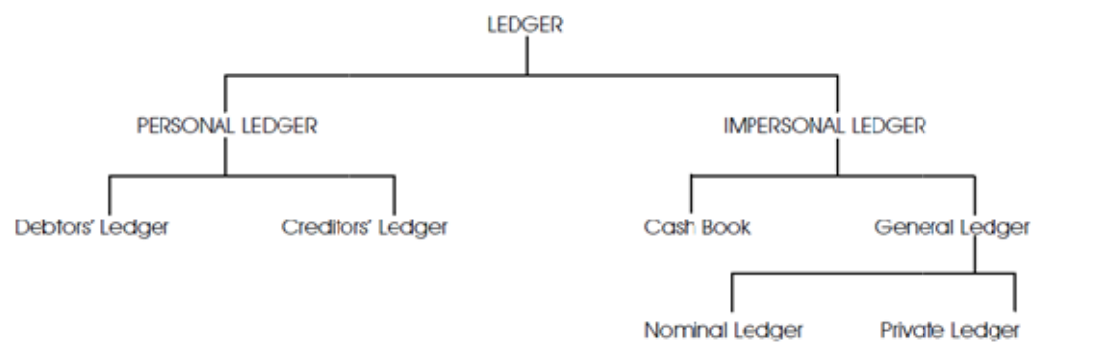 LEDGER
PERSONAL LEDGER
IMPERSONAL LEDGER
Debtors' Ledger
Creditors' Ledger
Cash Book
General Ledger
Nominal Ledger
Private Ledger